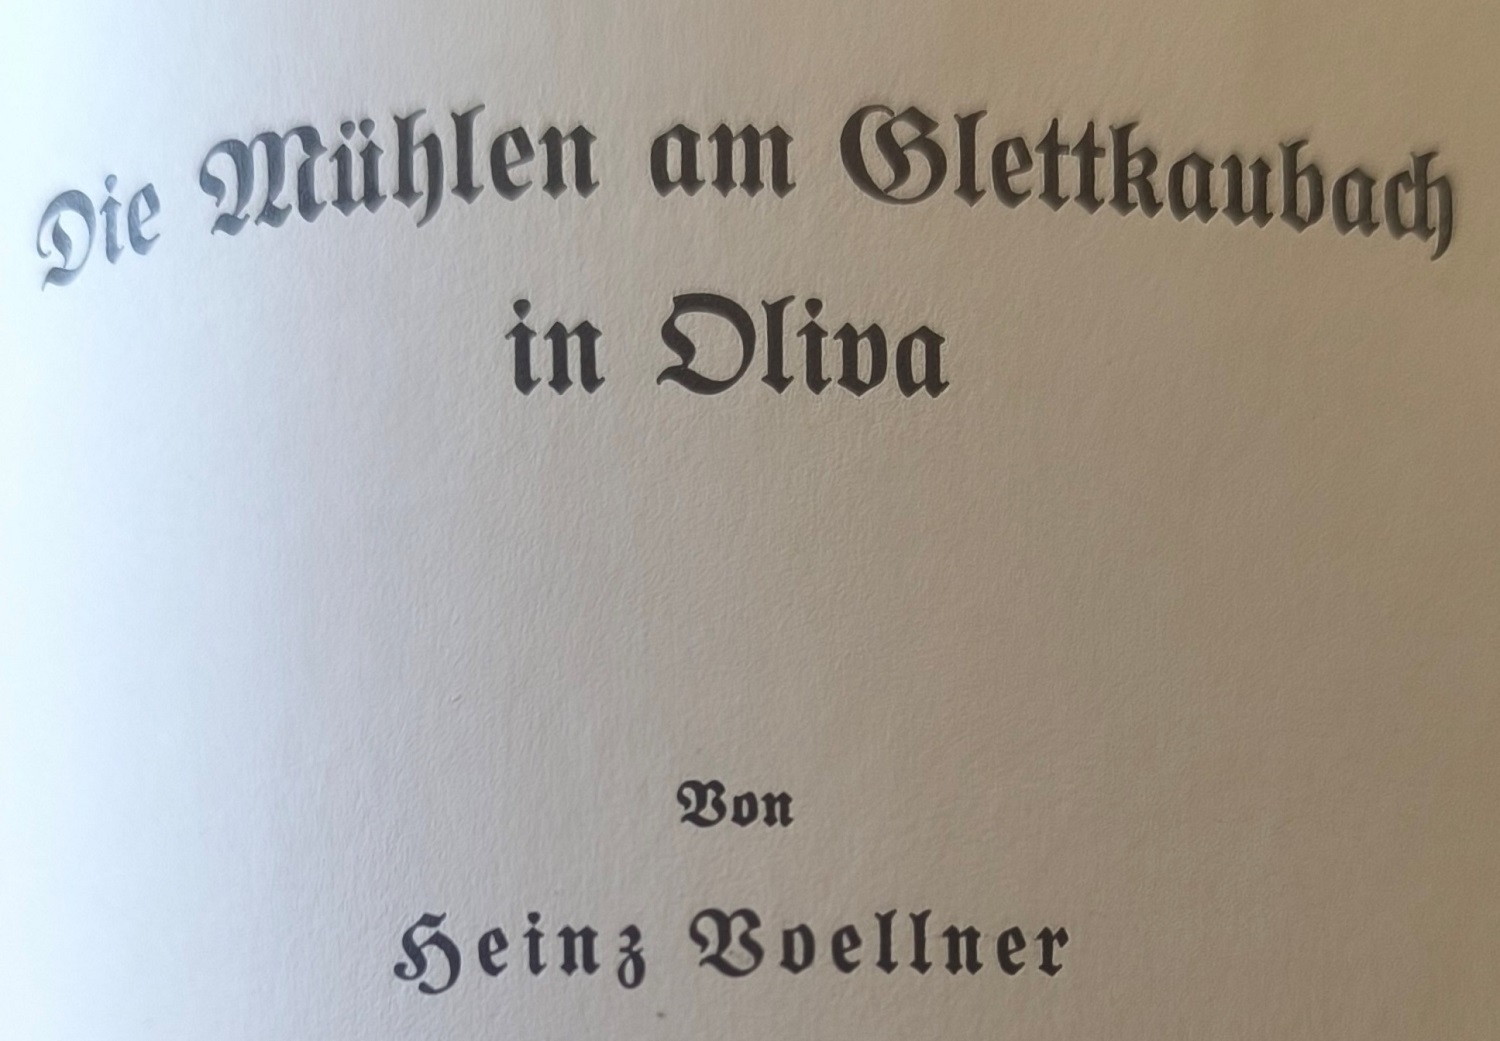 Die Mühlen am Glettkaubach
in Oliva
Von
Heinz Voellner